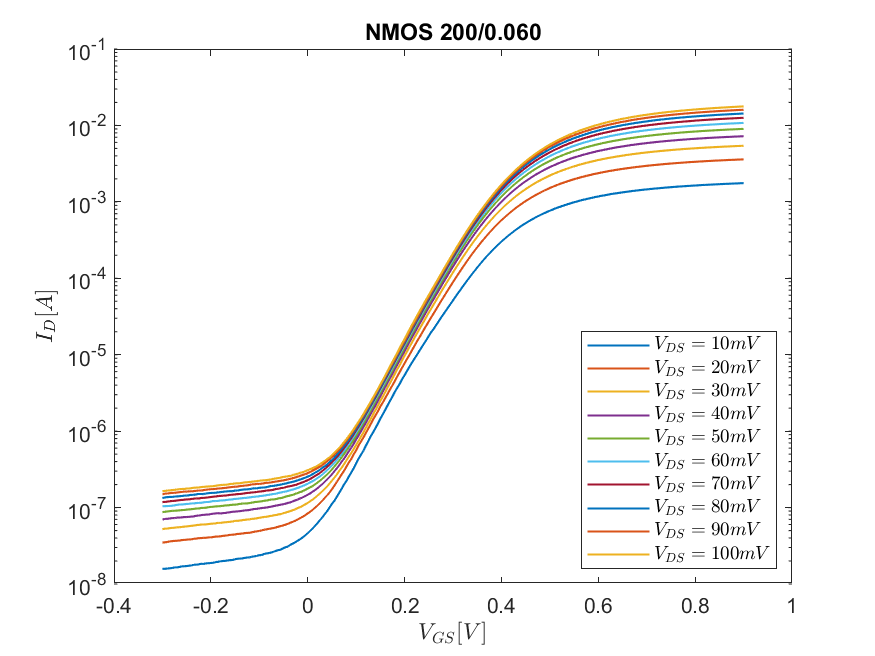 NMOS 200/0.060
10^-1
10^-2
10^-3
10^-4
10^-5
10^-6
10^-7
10^-8
I_D[A]
V_DS = 10mV
V_DS = 20mV
V_DS = 30mV
V_DS = 40mV
V_DS = 50mV
V_DS = 60mV
V_DS = 70mV
V_DS = 80mV
V_DS = 90mV
V_DS = 100mV
-0.4 -0.2 0 0.2 0.4 0.6 0.8 1
V_GS[V]